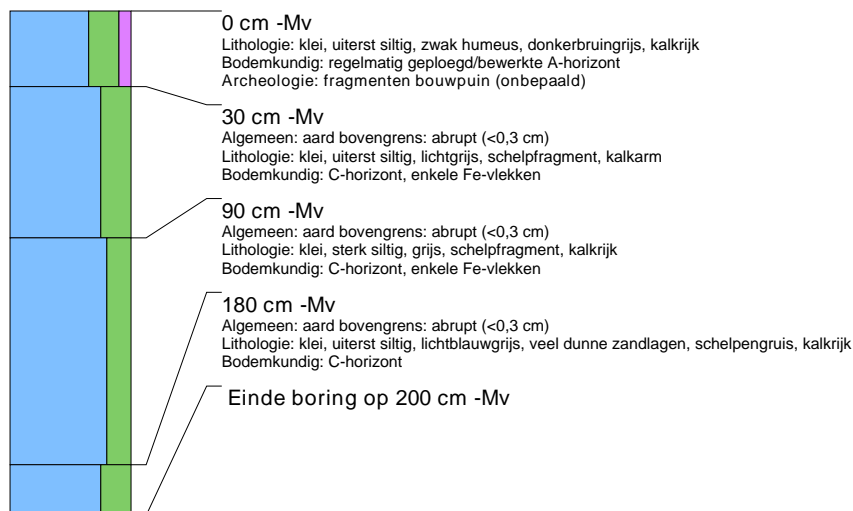 0 cm -Mv
Lithologie: klei, uiterst siltig, zwak humeus, donkerbruingrijs, kalkrijk
Bodemkundig: regelmatig geploegd/bewerkte A-horizont
Archeologie: fragmenten bouwpuin (onbepaald)
30 cm -Mv
Algemeen: aard bovengrens: abrupt (<0,3 cm)
Lithologie: klei, uiterst siltig, lichtgrijs, schelpfragment, kalkarm
Bodemkundig: C-horizont, enkele Fe-vlekken
90 cm -Mv
Algemeen: aard bovengrens: abrupt (<0,3 cm)
Lithologie: klei, sterk siltig, grijs, schelpfragment, kalkrijk
Bodemkundig: C-horizont, enkele Fe-vlekken
180 cm -Mv
Algemeen: aard bovengrens: abrupt (<0,3 cm)
Lithologie: klei, uiterst siltig, lichtblauwgrijs, veel dunne zandlagen, schelpengruis, kalkrijk
Bodemkundig: C-horizont
Einde boring op 200 cm -Mv